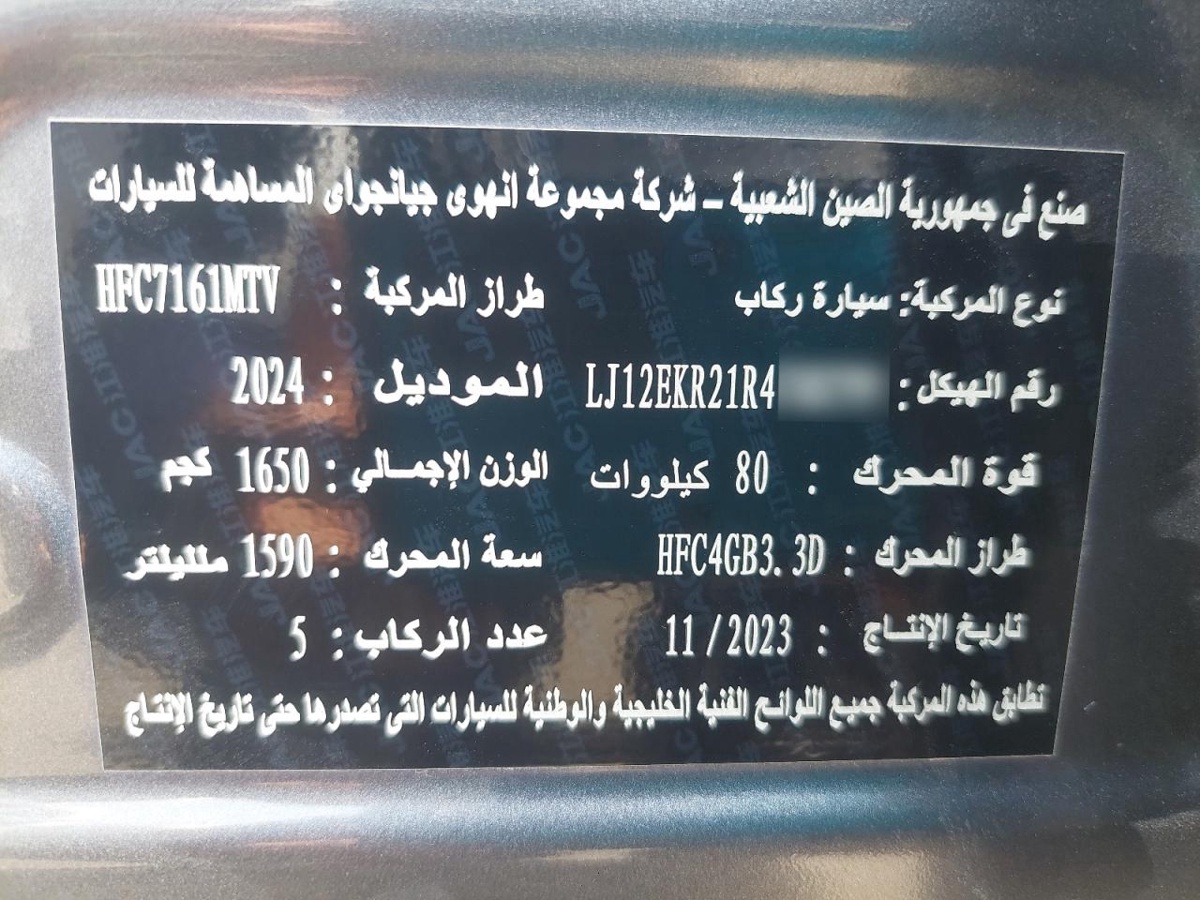 صنع فى جمهورية الصين الشعبية – شركة مجموعة انهوى جيانجواى المساهمة للسيارات
نوع المركبة: سيارة ركاب طراز المركبة : HFC7161MTV
رقم الهيكل: LJ12EKR21R4 الموديل : 2024
قوة المحرك : 80 كيلووات الوزن الإجمالي : 1650 كجم
طراز المحرك : HFC4GB3.3D سعة المحرك : 1590 ملليلتر
تاريخ الإنتاج : 11/2023 عدد الركاب: 5
تطابق هذه المركبة جميع اللوائح الفنية الخليجية والوطنية للسيارات التى تصدرها حتى تاريخ الإنتاج